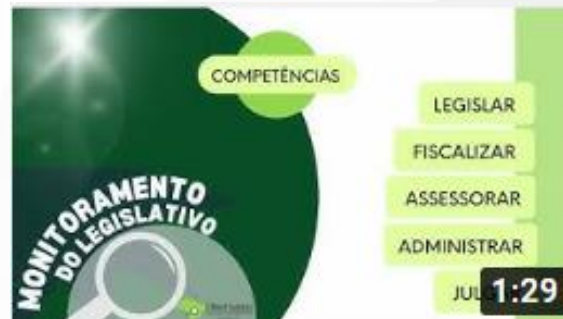 COMPETÊNCIAS
LEGISLAR
FISCALIZAR
ASSESSORAR
ADMINISTRAR
MONITORAMENTO
DO LEGISLATIVO
1:29